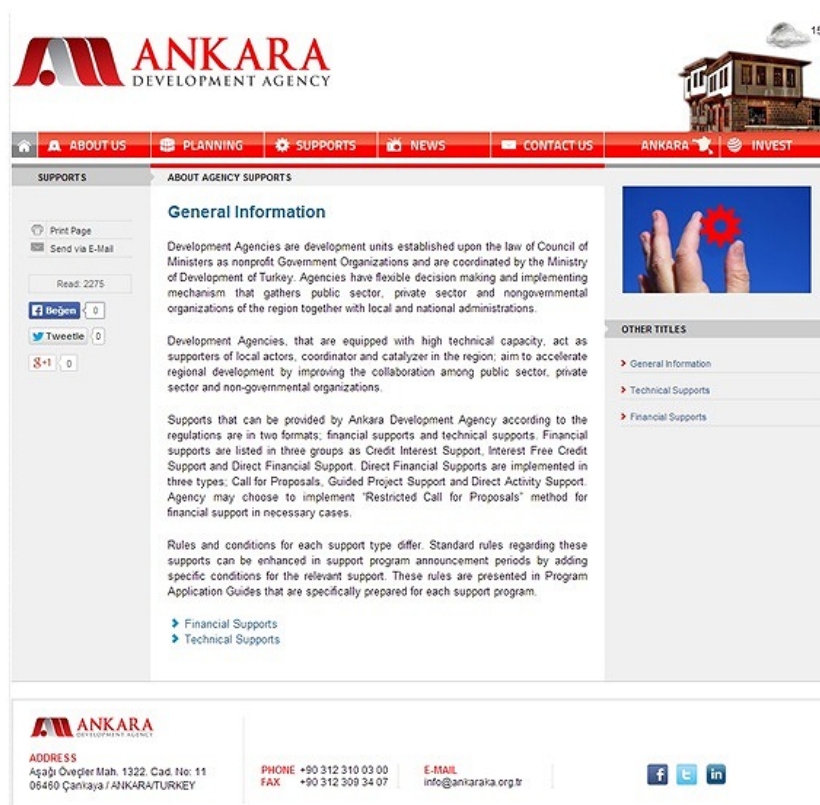 ANKARA
DEVELOPMENT AGENCY
15
ABOUT US
PLANNING
SUPPORTS
NEWS
CONTACT US
ANKARA
INVEST
SUPPORTS
Print Page
Send via E-Mail
Read: 2275
Beğen 0
Tweetle 0
g+1 0
ABOUT AGENCY SUPPORTS
General Information
Development Agencies are development units established upon the law of Council of
Ministers as nonprofit Government Organizations and are coordinated by the Ministry
of Development of Turkey. Agencies have flexible decision making and implementing
mechanism that gathers public sector, private sector and nongovernmental
organizations of the region together with local and national administrations.
Development Agencies, that are equipped with high technical capacity, act as
supporters of local actors, coordinator and catalyzer in the region; aim to accelerate
regional development by improving the collaboration among public sector, private
sector and non-governmental organizations.
Supports that can be provided by Ankara Development Agency according to the
regulations are in two formats; financial supports and technical supports. Financial
supports are listed in three groups as Credit Interest Support, Interest Free Credit
Support and Direct Financial Support. Direct Financial Supports are implemented in
three types; Call for Proposals, Guided Project Support and Direct Activity Support.
Agency may choose to implement "Restricted Call for Proposals" method for
financial support in necessary cases.
Rules and conditions for each support type differ. Standard rules regarding these
supports can be enhanced in support program announcement periods by adding
specific conditions for the relevant support. These rules are presented in Program
Application Guides that are specifically prepared for each support program.
Financial Supports
Technical Supports
OTHER TITLES
General Information
Technical Supports
Financial Supports
ANKARA
DEVELOPMENT AGENCY
ADDRESS
Aşağı Öveçler Mah. 1322. Cad. No: 11
06460 Çankaya / ANKARA/TURKEY
PHONE +90 312 310 03 00
FAX +90 312 309 34 07
E-MAIL
info@ankaraka.org.tr